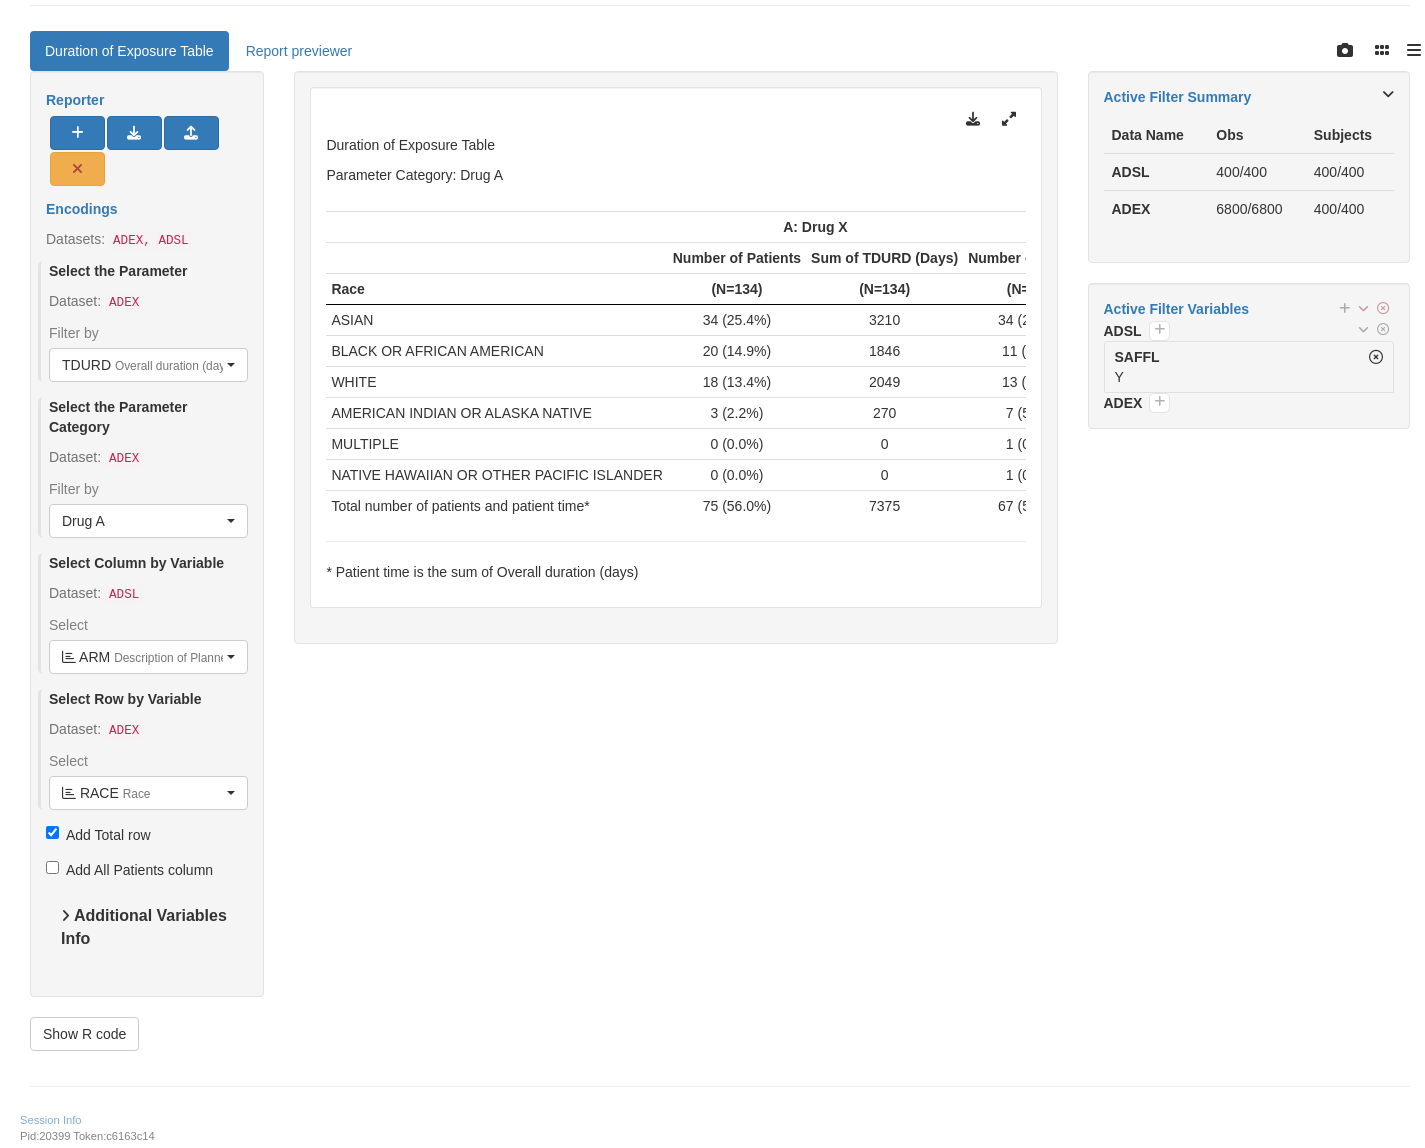 Duration of Exposure Table
Report previewer
Reporter
Encodings
Datasets: ADEX, ADSL
Select the Parameter
Dataset: ADEX
Filter by
TDURD Overall duration (day
Select the Parameter
Category
Dataset: ADEX
Filter by
Drug A
Select Column by Variable
Dataset: ADSL
Select
ARM Description of Planne
Select Row by Variable
Dataset: ADEX
Select
RACE Race
Add Total row
Add All Patients column
Additional Variables
Info
Show R code
Duration of Exposure Table
Parameter Category: Drug A
A: Drug X
Number of Patients Sum of TDURD (Days) Number
Race (N=134) (N=134) (N=
ASIAN 34 (25.4%) 3210 34 (2
BLACK OR AFRICAN AMERICAN 20 (14.9%) 1846 11 (
WHITE 18 (13.4%) 2049 13 (
AMERICAN INDIAN OR ALASKA NATIVE 3 (2.2%) 270 7 (5
MULTIPLE 0 (0.0%) 0 1 (0
NATIVE HAWAIIAN OR OTHER PACIFIC ISLANDER 0 (0.0%) 0 1 (0
Total number of patients and patient time* 75 (56.0%) 7375 67 (5
* Patient time is the sum of Overall duration (days)
Active Filter Summary
Data Name Obs Subjects
ADSL 400/400 400/400
ADEX 6800/6800 400/400
Active Filter Variables
ADSL
SAFFL
Y
ADEX
Session Info
Pid:20399 Token:c6163c14